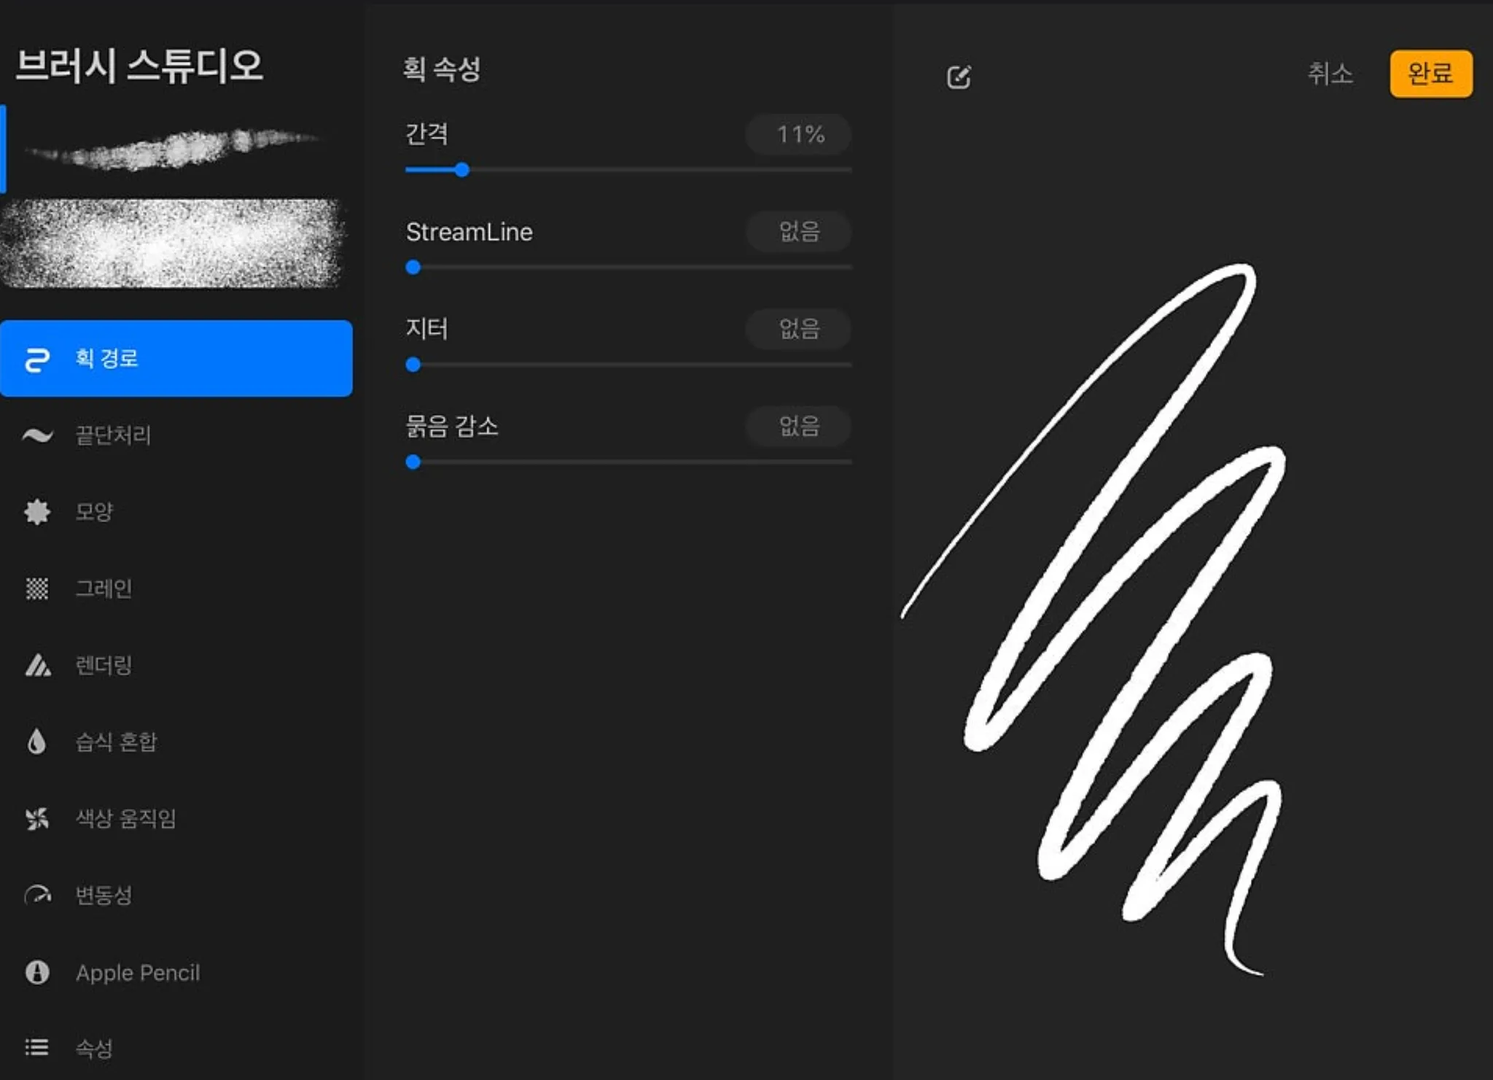 브러시 스튜디오
획 경로
끝단처리
모양
그레인
렌더링
습식 혼합
색상 움직임
변동성
Apple Pencil
속성
획 속성
간격
11%
StreamLine
없음
지터
없음
묽음 감소
없음
취소
완료